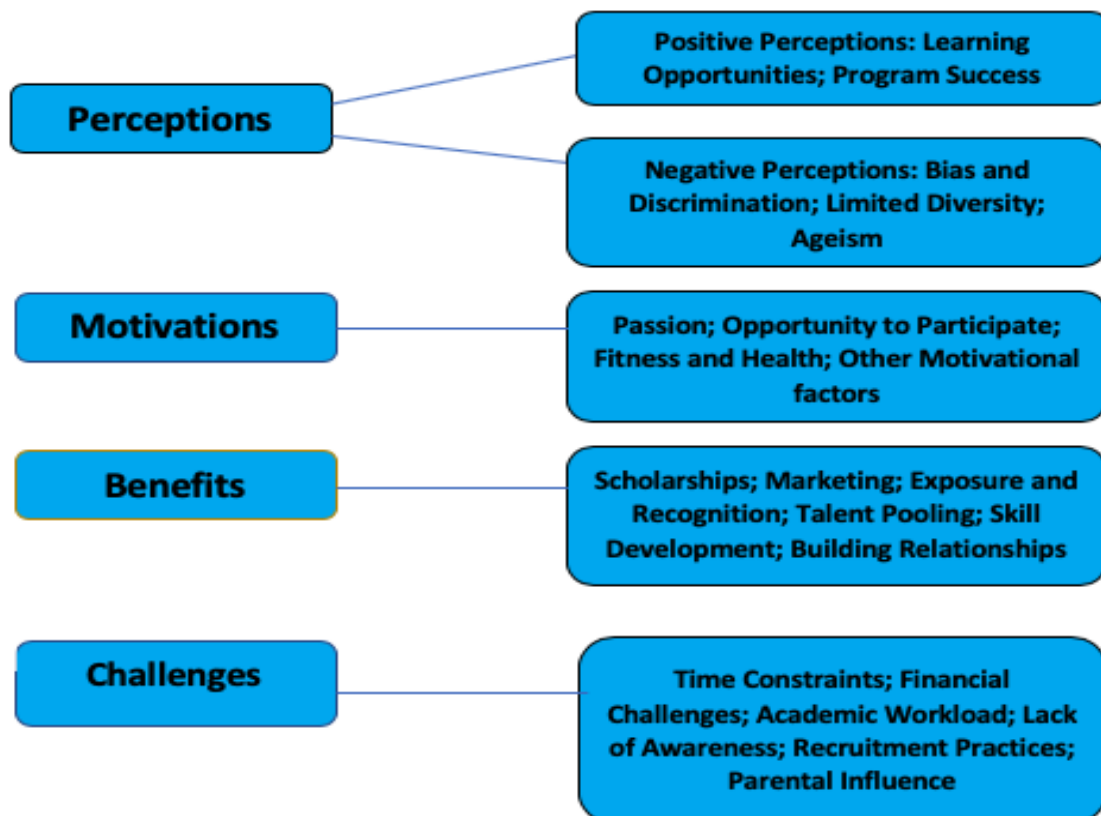 Perceptions
Positive Perceptions: Learning
Opportunities; Program Success
Negative Perceptions: Bias and
Discrimination; Limited Diversity;
Ageism
Motivations
Passion; Opportunity to Participate;
Fitness and Health; Other Motivational
factors
Benefits
Scholarships; Marketing; Exposure and
Recognition; Talent Pooling; Skill
Development; Building Relationships
Challenges
Time Constraints; Financial
Challenges; Academic Workload; Lack
of Awareness; Recruitment Practices;
Parental Influence